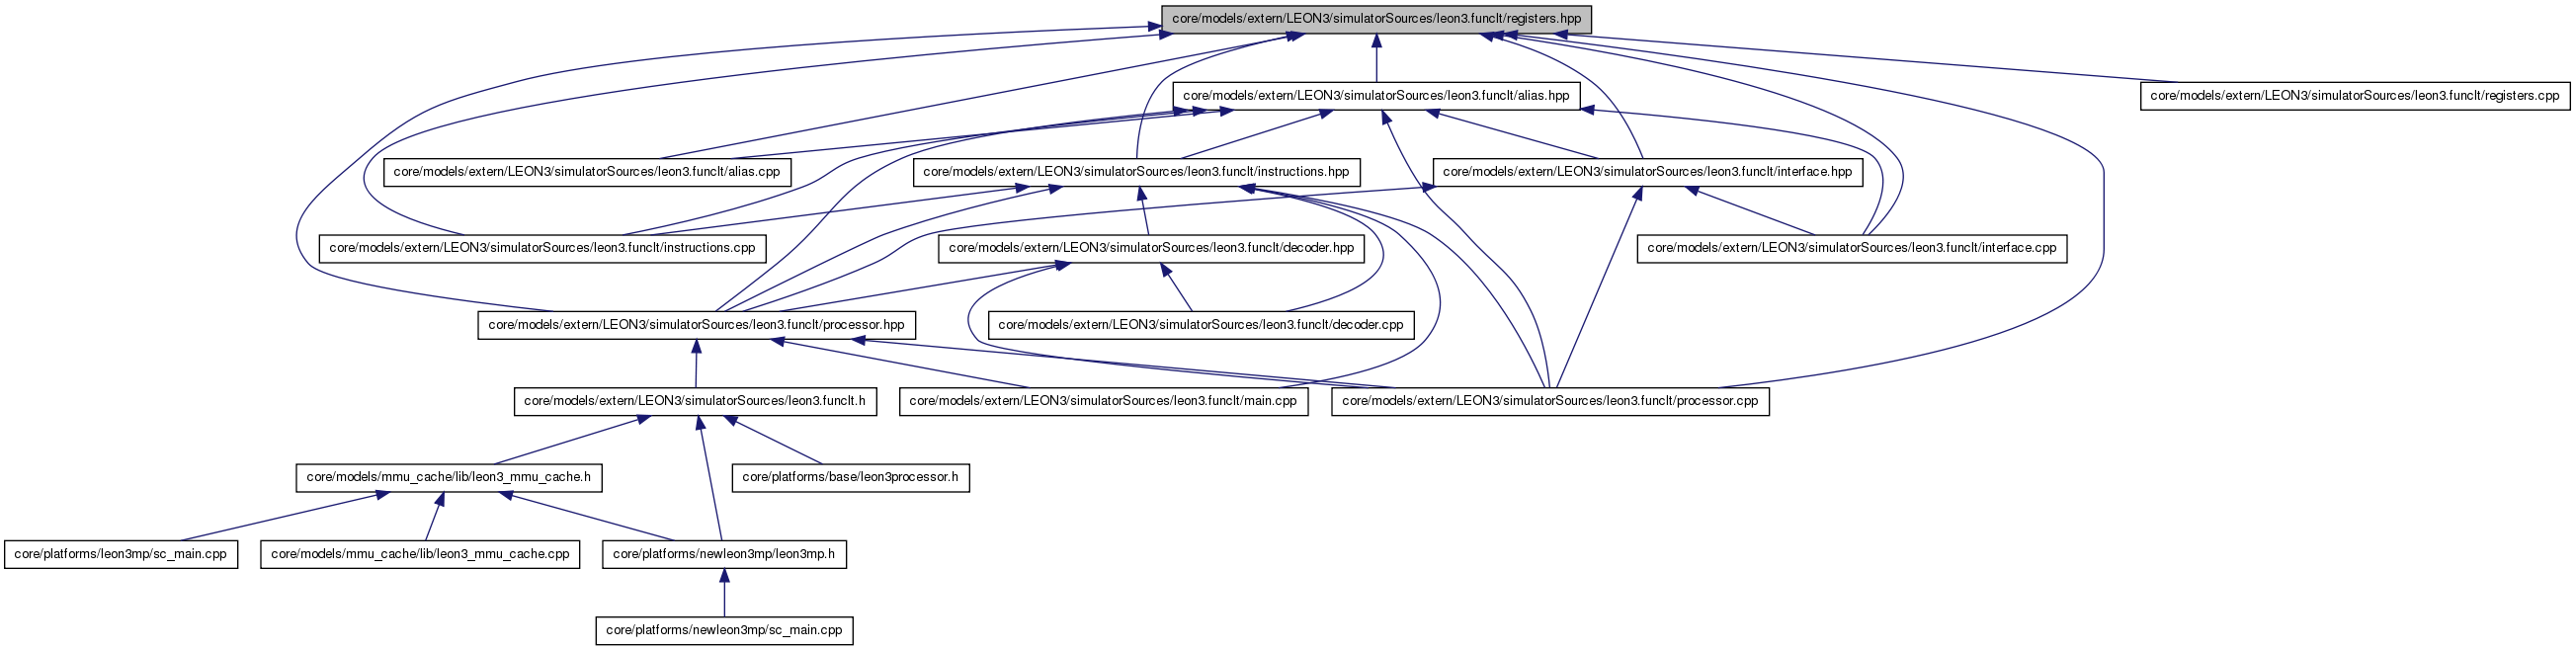 core/models/extern/LEON3/simulatorSources/leon3.funclt/registers.hpp
core/models/extern/LEON3/simulatorSources/leon3.funclt/alias.hpp
core/models/extern/LEON3/simulatorSources/leon3.funclt/registers.cpp
core/models/extern/LEON3/simulatorSources/leon3.funclt/alias.cpp
core/models/extern/LEON3/simulatorSources/leon3.funclt/instructions.hpp
core/models/extern/LEON3/simulatorSources/leon3.funclt/interface.hpp
core/models/extern/LEON3/simulatorSources/leon3.funclt/instructions.cpp
core/models/extern/LEON3/simulatorSources/leon3.funclt/decoder.hpp
core/models/extern/LEON3/simulatorSources/leon3.funclt/interface.cpp
core/models/extern/LEON3/simulatorSources/leon3.funclt/processor.hpp
core/models/extern/LEON3/simulatorSources/leon3.funclt/decoder.cpp
core/models/extern/LEON3/simulatorSources/leon3.funclt.h
core/models/extern/LEON3/simulatorSources/leon3.funclt/main.cpp
core/models/extern/LEON3/simulatorSources/leon3.funclt/processor.cpp
core/models/mmu_cache/lib/leon3_mmu_cache.h
core/platforms/base/leon3processor.h
core/platforms/leon3mp/sc_main.cpp
core/models/mmu_cache/lib/leon3_mmu_cache.cpp
core/platforms/newleon3mp/leon3mp.h
core/platforms/newleon3mp/sc_main.cpp